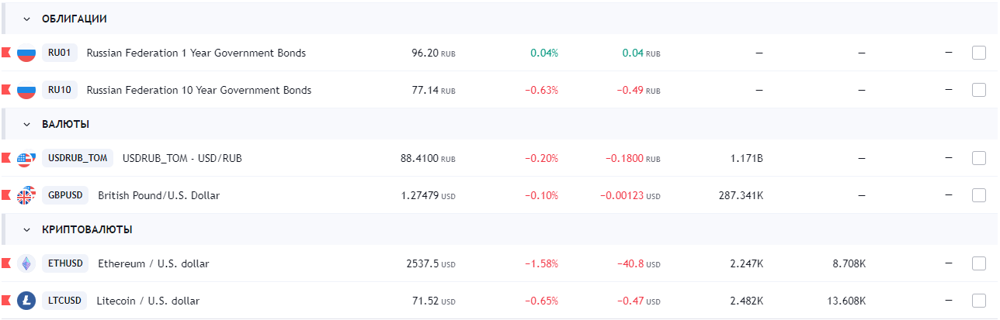 ОБЛИГАЦИИ
RU01 Russian Federation 1 Year Government Bonds 96.20 RUB 0.04% 0.04 RUB — — —
RU10 Russian Federation 10 Year Government Bonds 77.14 RUB −0.63% −0.49 RUB — — —
ВАЛЮТЫ
USDRUB_TOM USDRUB_TOM - USD/RUB 88.4100 RUB −0.20% −0.1800 RUB 1.171B — —
GBPUSD British Pound/U.S. Dollar 1.27479 USD −0.10% −0.00123 USD 287.341K — —
КРИПТОВАЛЮТЫ
ETHUSD Ethereum / U.S. dollar 2537.5 USD −1.58% −40.8 USD 2.247K 8.708K —
LTCUSD Litecoin / U.S. dollar 71.52 USD −0.65% −0.47 USD 2.482K 13.608K —